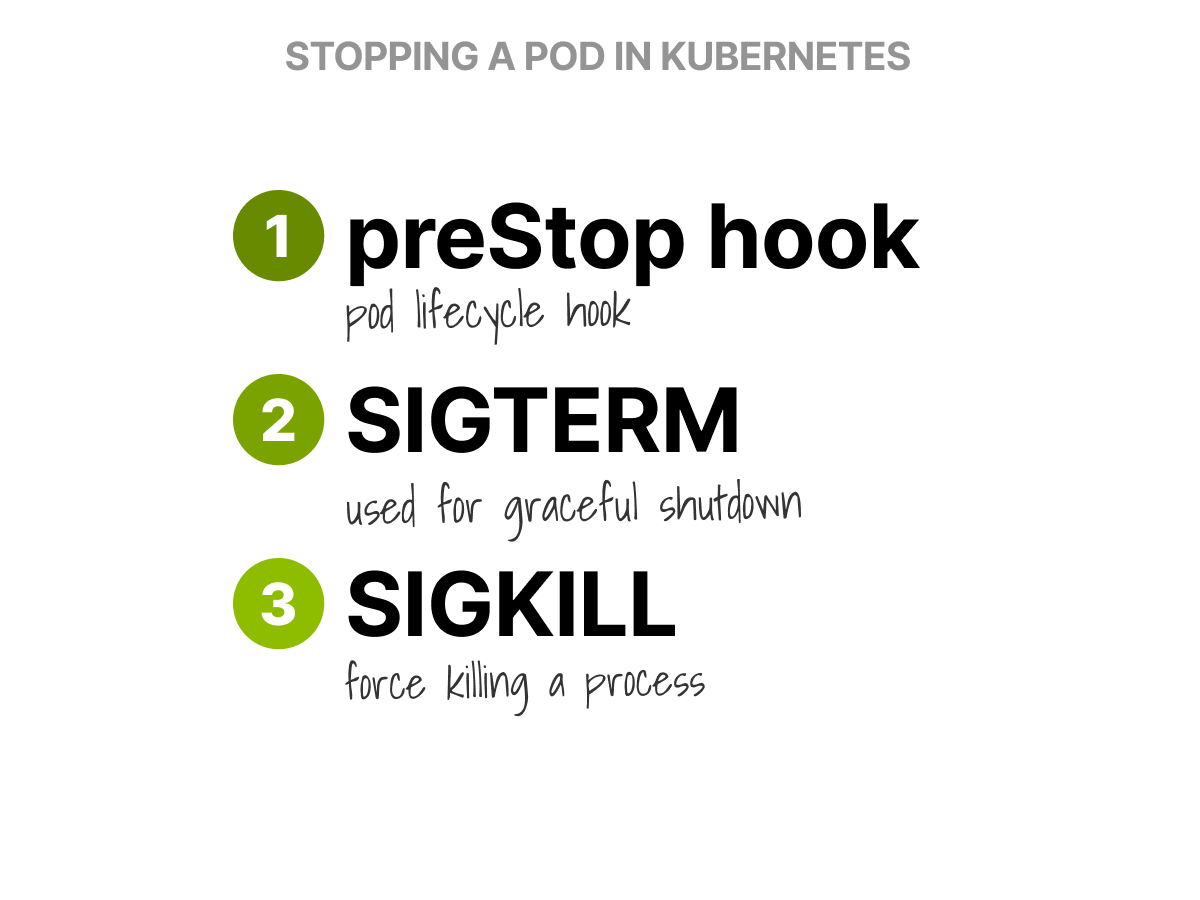 STOPPING A POD IN KUBERNETES
1 preStop hook
pod lifecycle hook
2 SIGTERM
used for graceful shutdown
3 SIGKILL
force killing a process